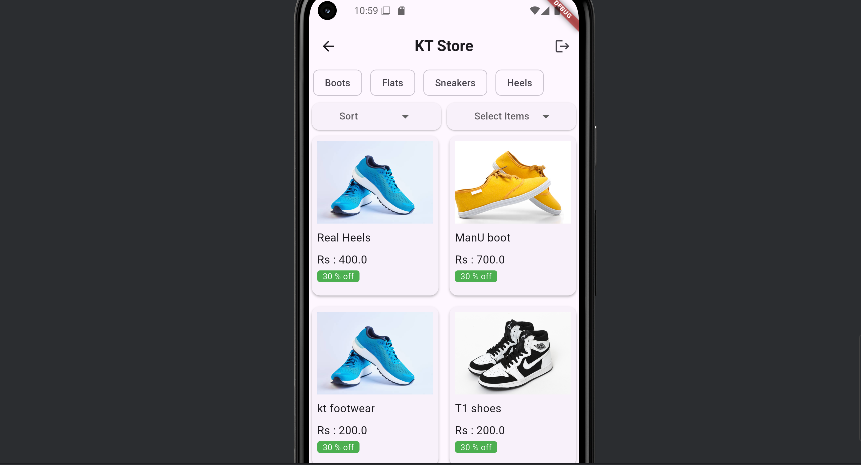 10:59
DEBUG
KT Store
Boots Flats Sneakers Heels
Sort Select Items
Real Heels ManU boot
Rs : 400.0 Rs : 700.0
30 % off 30 % off
kt footwear T1 shoes
Rs : 200.0 Rs : 200.0
30 % off 30 % off